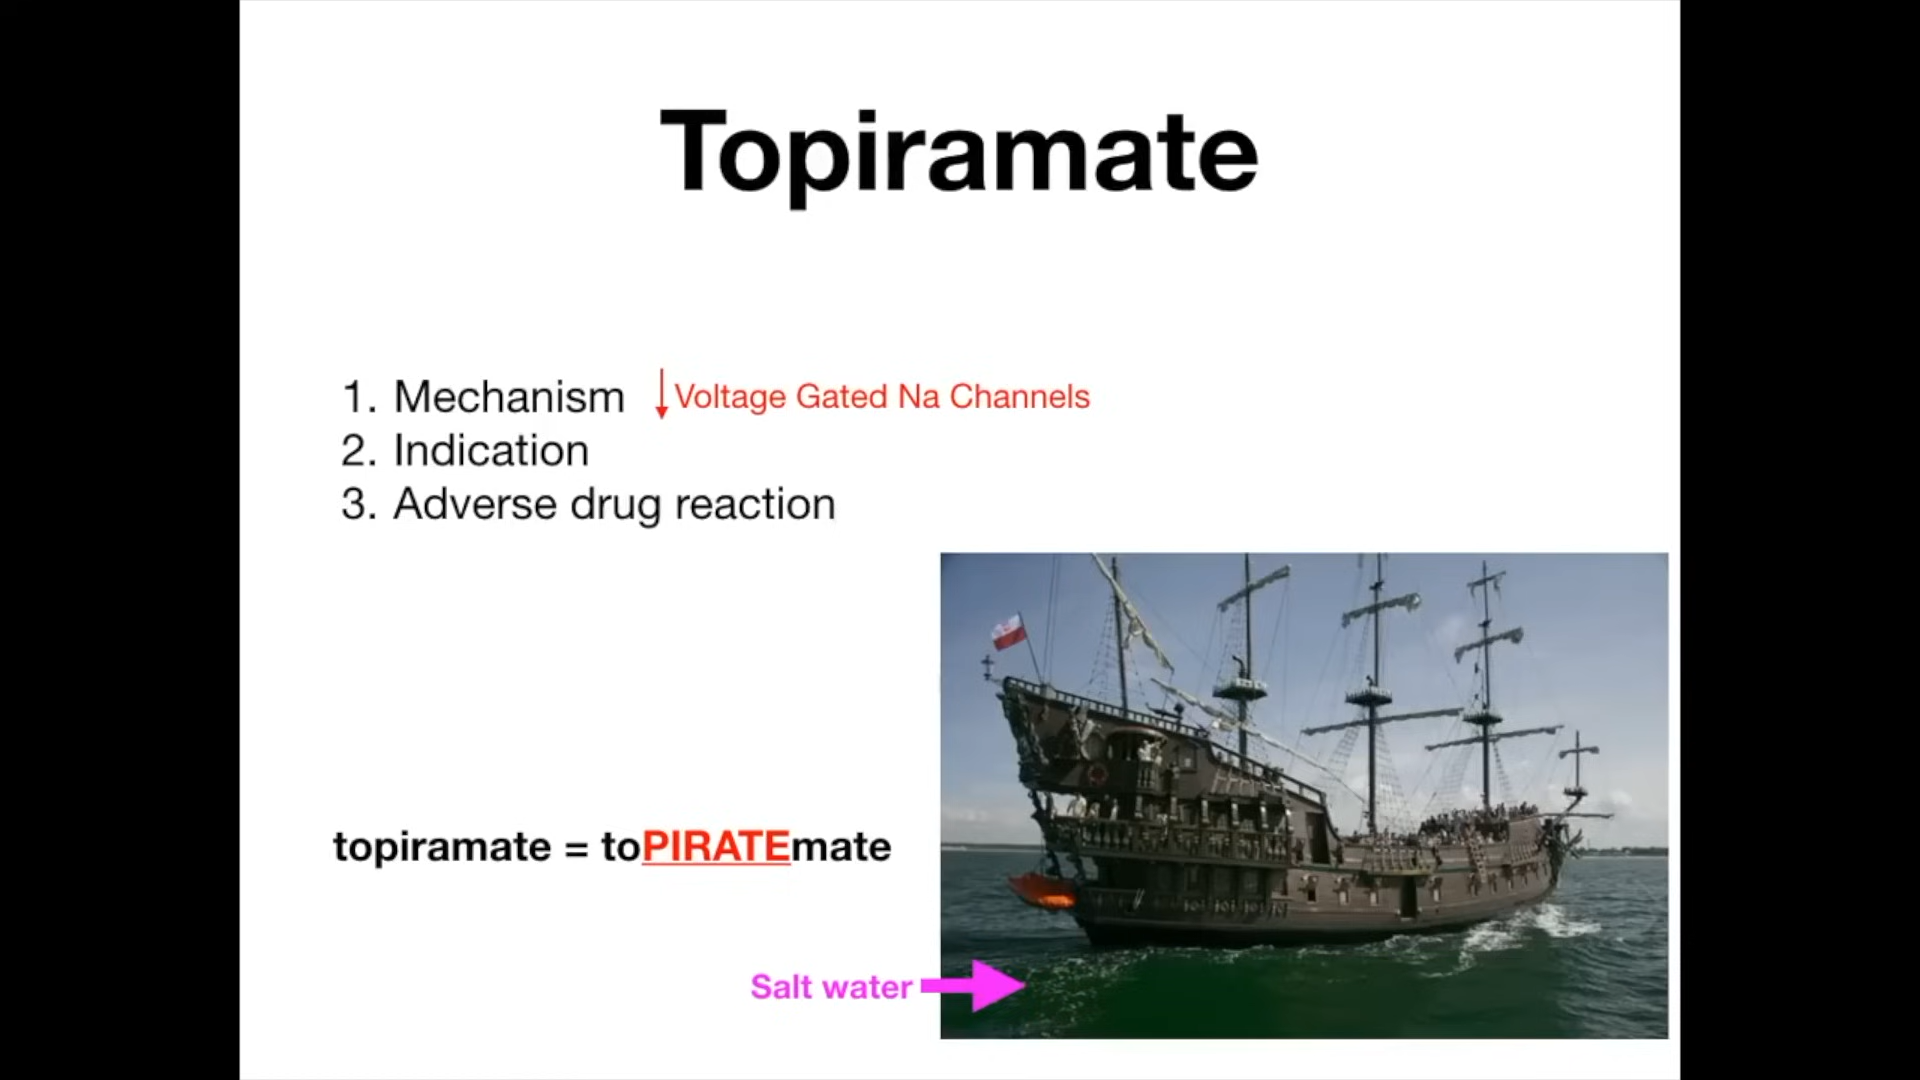 Topiramate
1. Mechanism ↓ Voltage Gated Na Channels
2. Indication
3. Adverse drug reaction
topiramate = toPIRATEmate
Salt water